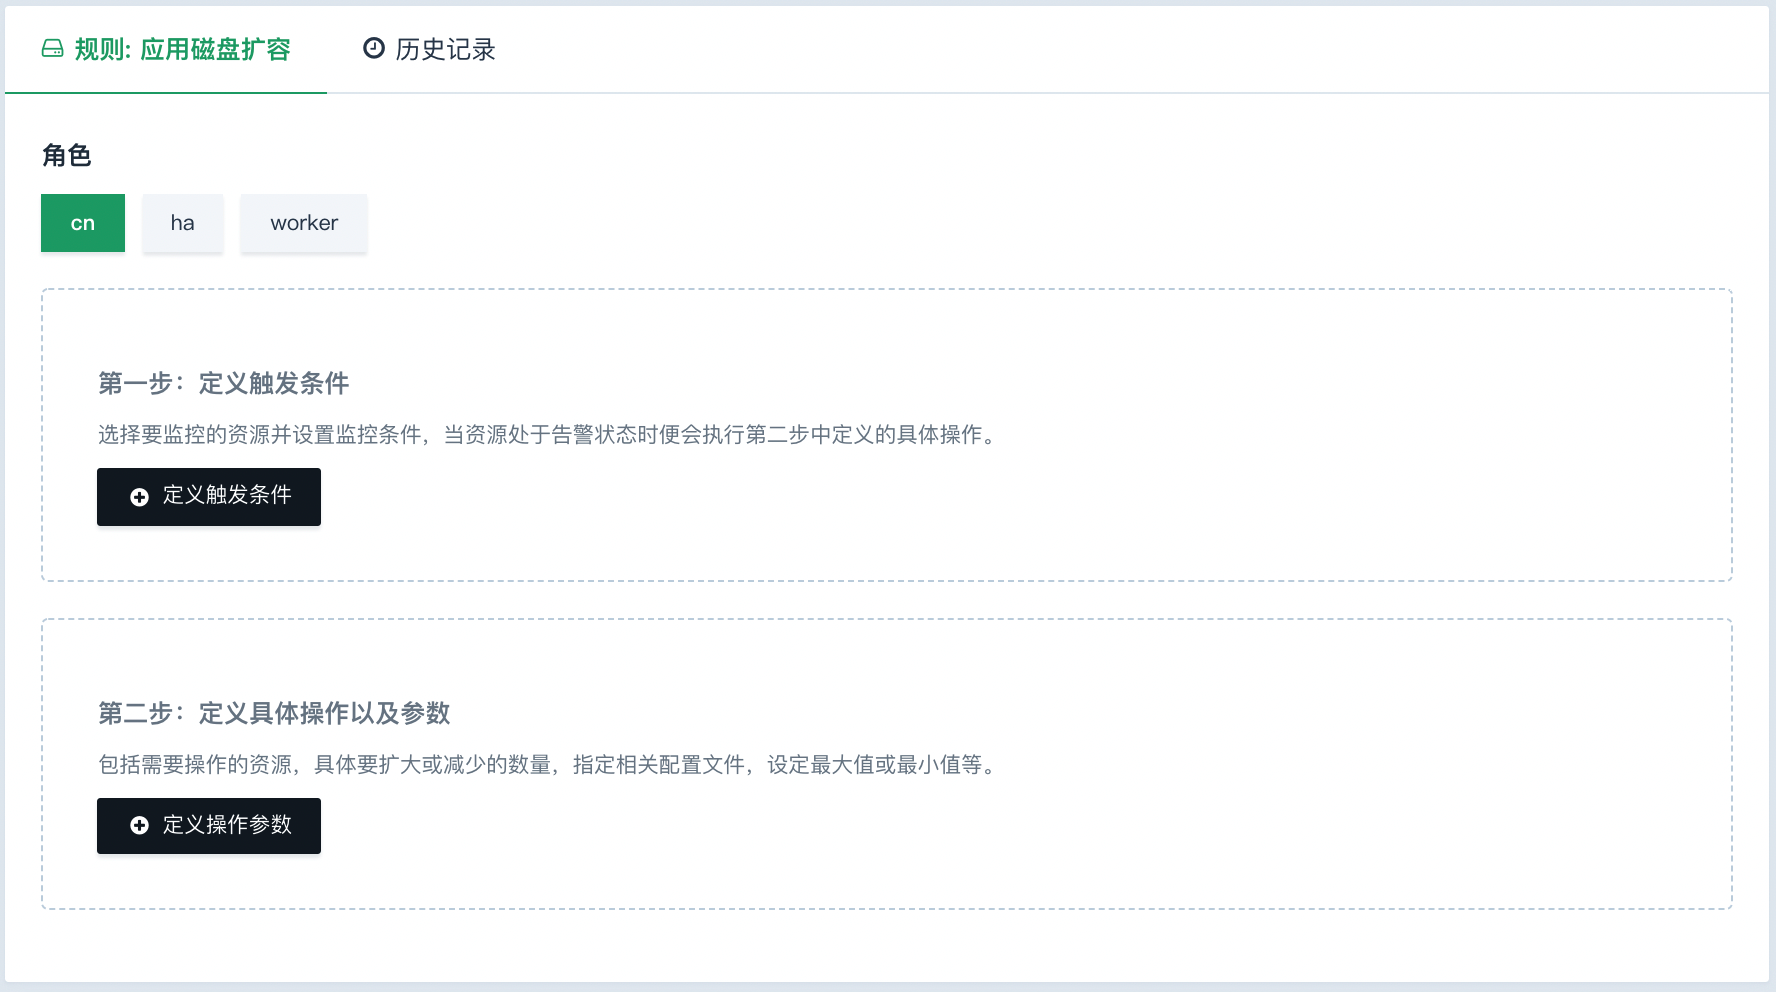 规则: 应用磁盘扩容
历史记录
角色
cn
ha
worker
第一步：定义触发条件
选择要监控的资源并设置监控条件，当资源处于告警状态时便会执行第二步中定义的具体操作。
定义触发条件
第二步：定义具体操作以及参数
包括需要操作的资源，具体要扩大或减少的数量，指定相关配置文件，设定最大值或最小值等。
定义操作参数